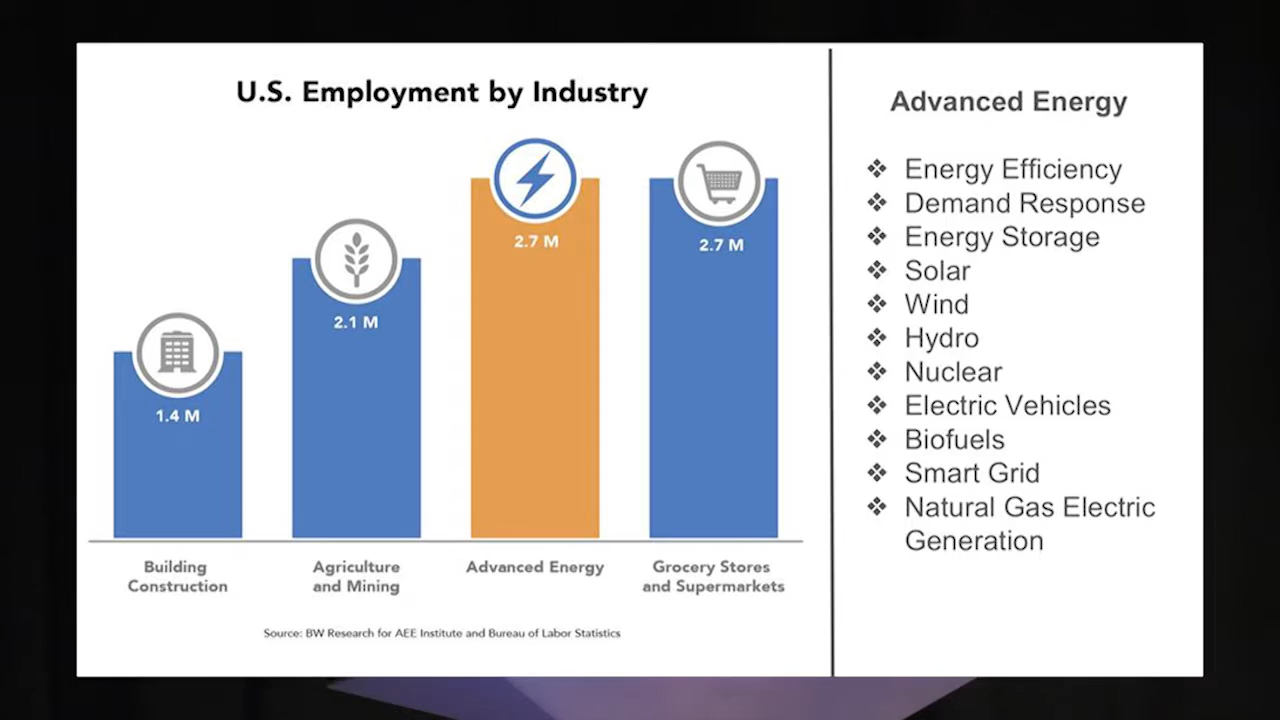 U.S. Employment by Industry
1.4 M
2.1 M
2.7 M
2.7 M
Building
Construction
Agriculture
and Mining
Advanced Energy
Grocery Stores
and Supermarkets
Source: BW Research for AEE Institute and Bureau of Labor Statistics
Advanced Energy
❖ Energy Efficiency
❖ Demand Response
❖ Energy Storage
❖ Solar
❖ Wind
❖ Hydro
❖ Nuclear
❖ Electric Vehicles
❖ Biofuels
❖ Smart Grid
❖ Natural Gas Electric
Generation